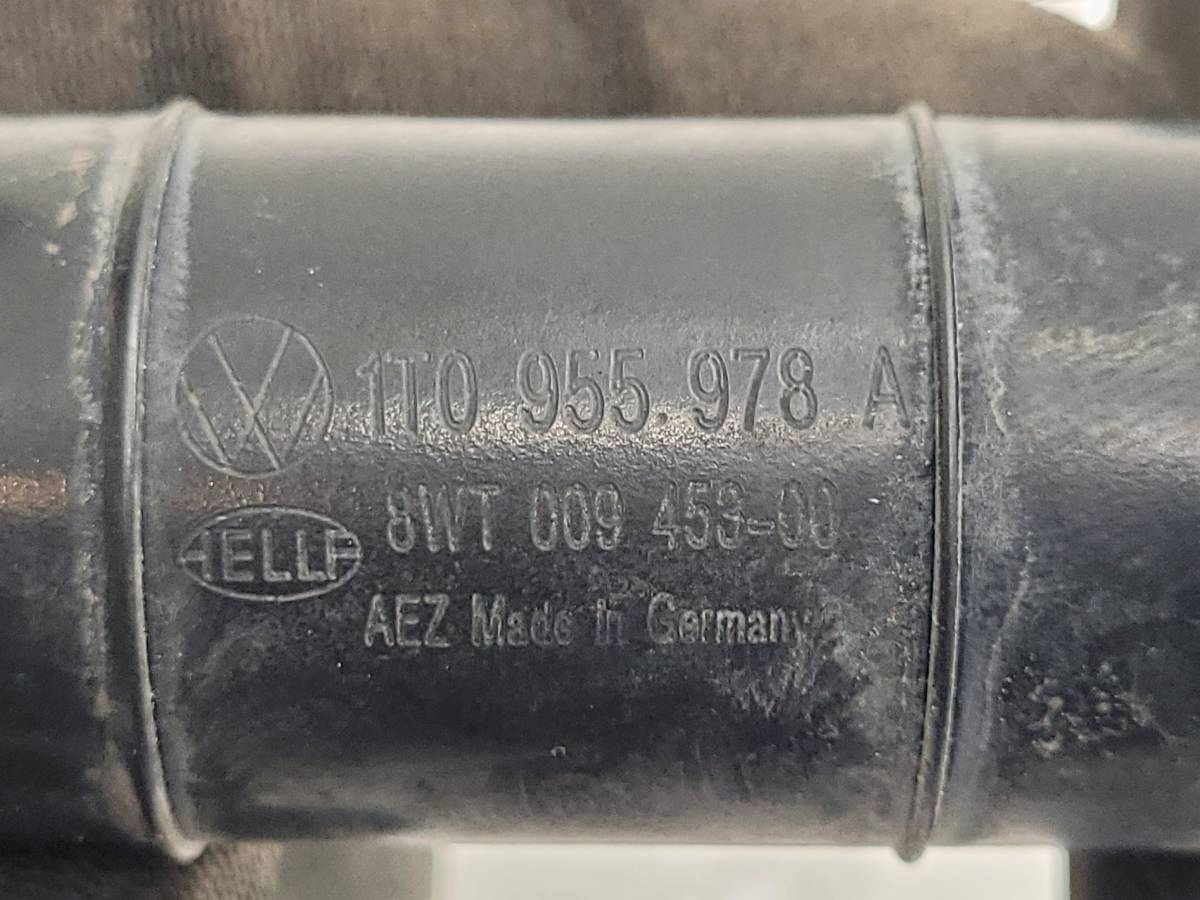 1T0 955.978 A
8WT 009 453-00
HELLA
AEZ Made in Germany